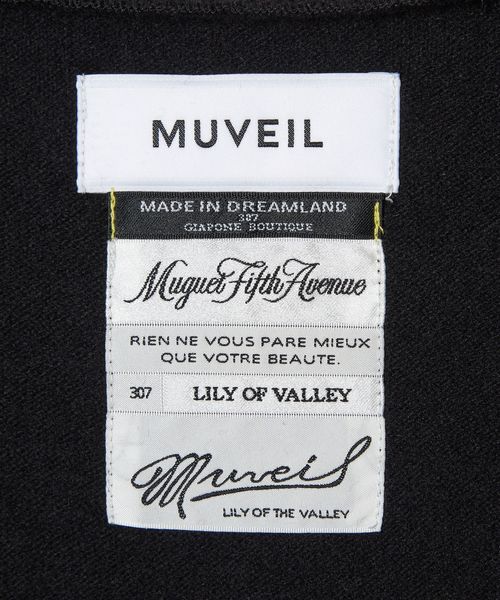 MUVEIL
MADE IN DREAMLAND
307
GIAPONE BOUTIQUE
Muguet Fifth Avenue
RIEN NE VOUS PARE MIEUX
QUE VOTRE BEAUTE.
307 LILY OF VALLEY
Muveil
LILY OF THE VALLEY